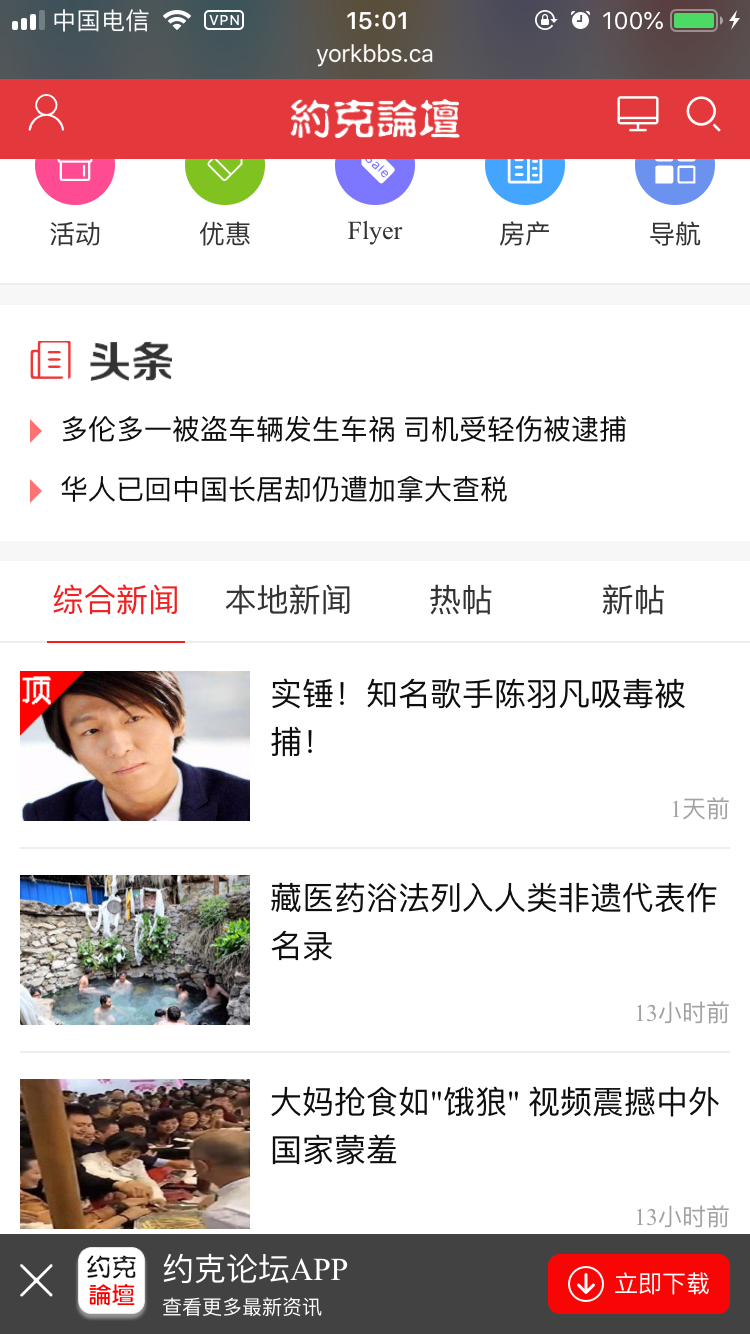 中国电信 VPN 15:01 100%
yorkbbs.ca
約克論壇
sale
活动 优惠 Flyer 房产 导航
头条
多伦多一被盗车辆发生车祸 司机受轻伤被逮捕
华人已回中国长居却仍遭加拿大查税
综合新闻 本地新闻 热帖 新帖
顶
实锤！知名歌手陈羽凡吸毒被
捕！
1天前
藏医药浴法列入人类非遗代表作
名录
13小时前
大妈抢食如"饿狼" 视频震撼中外
国家蒙羞
13小时前
约克
論壇
约克论坛APP
查看更多最新资讯
立即下载